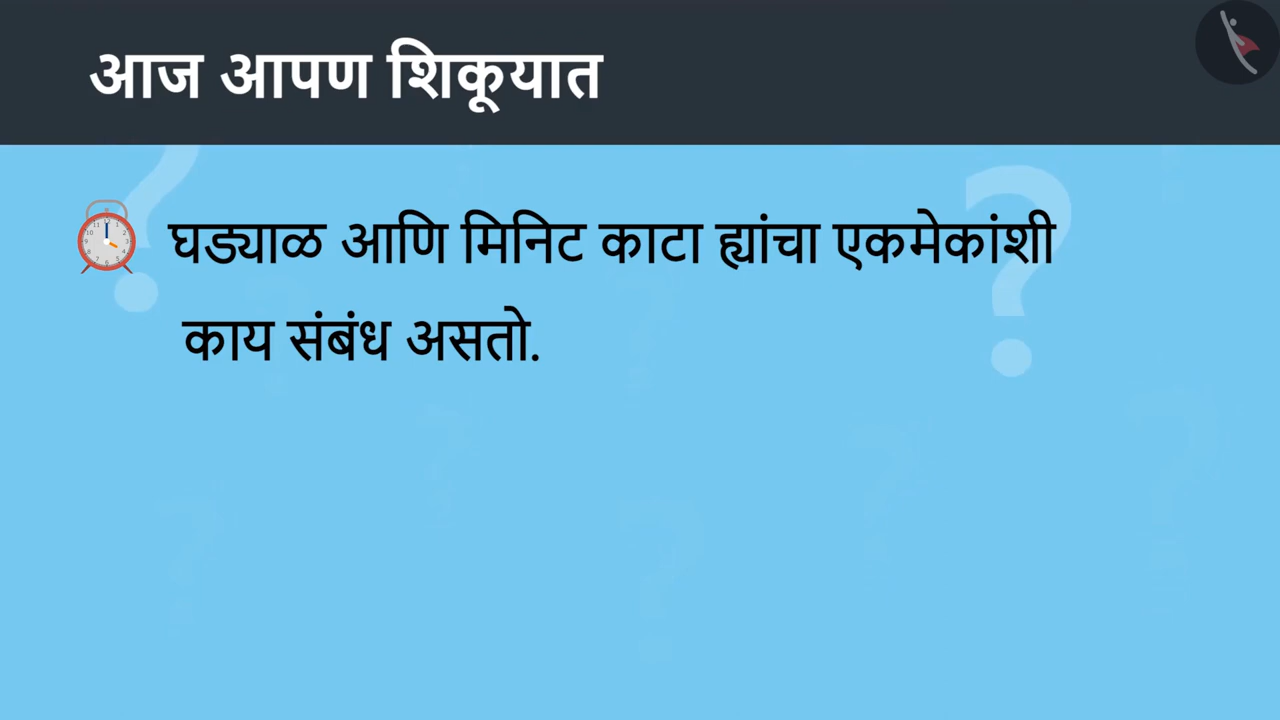 आज आपण शिकूयात
घड्याळ आणि मिनिट काटा ह्यांचा एकमेकांशी
काय संबंध असतो.